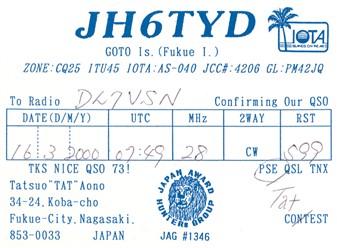 JH6TYD
GOTO Is. (Fukue I.)
IOTA
ISLANDS ON THE AIR
ZONE:CQ25 ITU45 IOTA:AS-040 JCC#:4206 GL:PM42JQ
To Radio DL7VSN Confirming Our QSO
DATE(D/M/Y) UTC MHz 2WAY RST
16 3 2000 07:49 28 CW 599
TKS NICE QSO 73! PSE QSL TNX
Tatsuo "TAT" Aono
34-24, Koba-cho
Fukue-City, Nagasaki.
853-0033 JAPAN
JAPAN AWARD
HUNTERS GROUP
JAG #1346
Tat
CONTEST